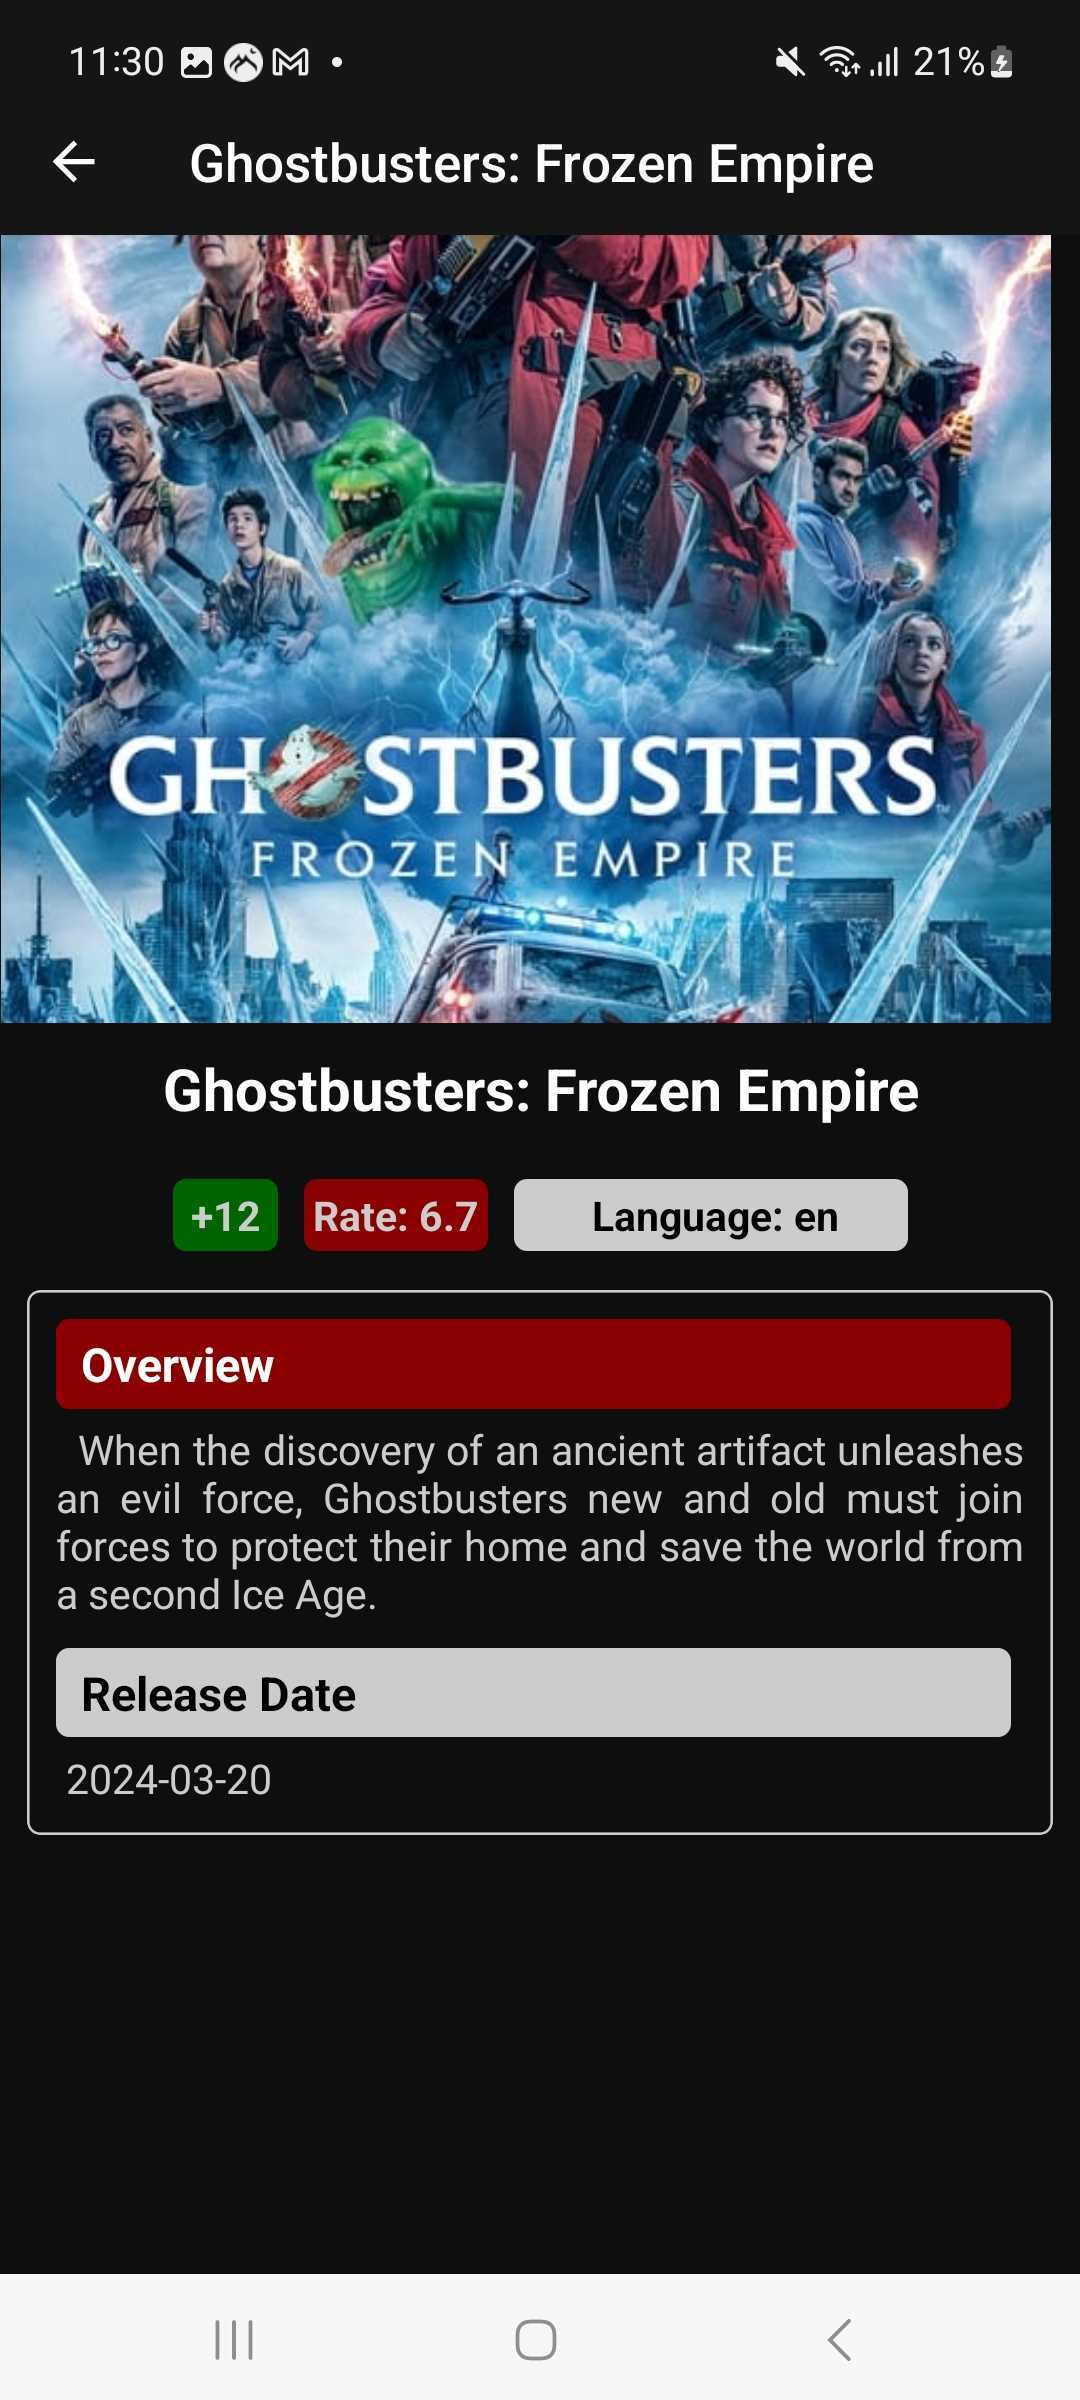 11:30
21%
Ghostbusters: Frozen Empire
GHOSTBUSTERS
FROZEN EMPIRE
Ghostbusters: Frozen Empire
+12 Rate: 6.7 Language: en
Overview
When the discovery of an ancient artifact unleashes
an evil force, Ghostbusters new and old must join
forces to protect their home and save the world from
a second Ice Age.
Release Date
2024-03-20